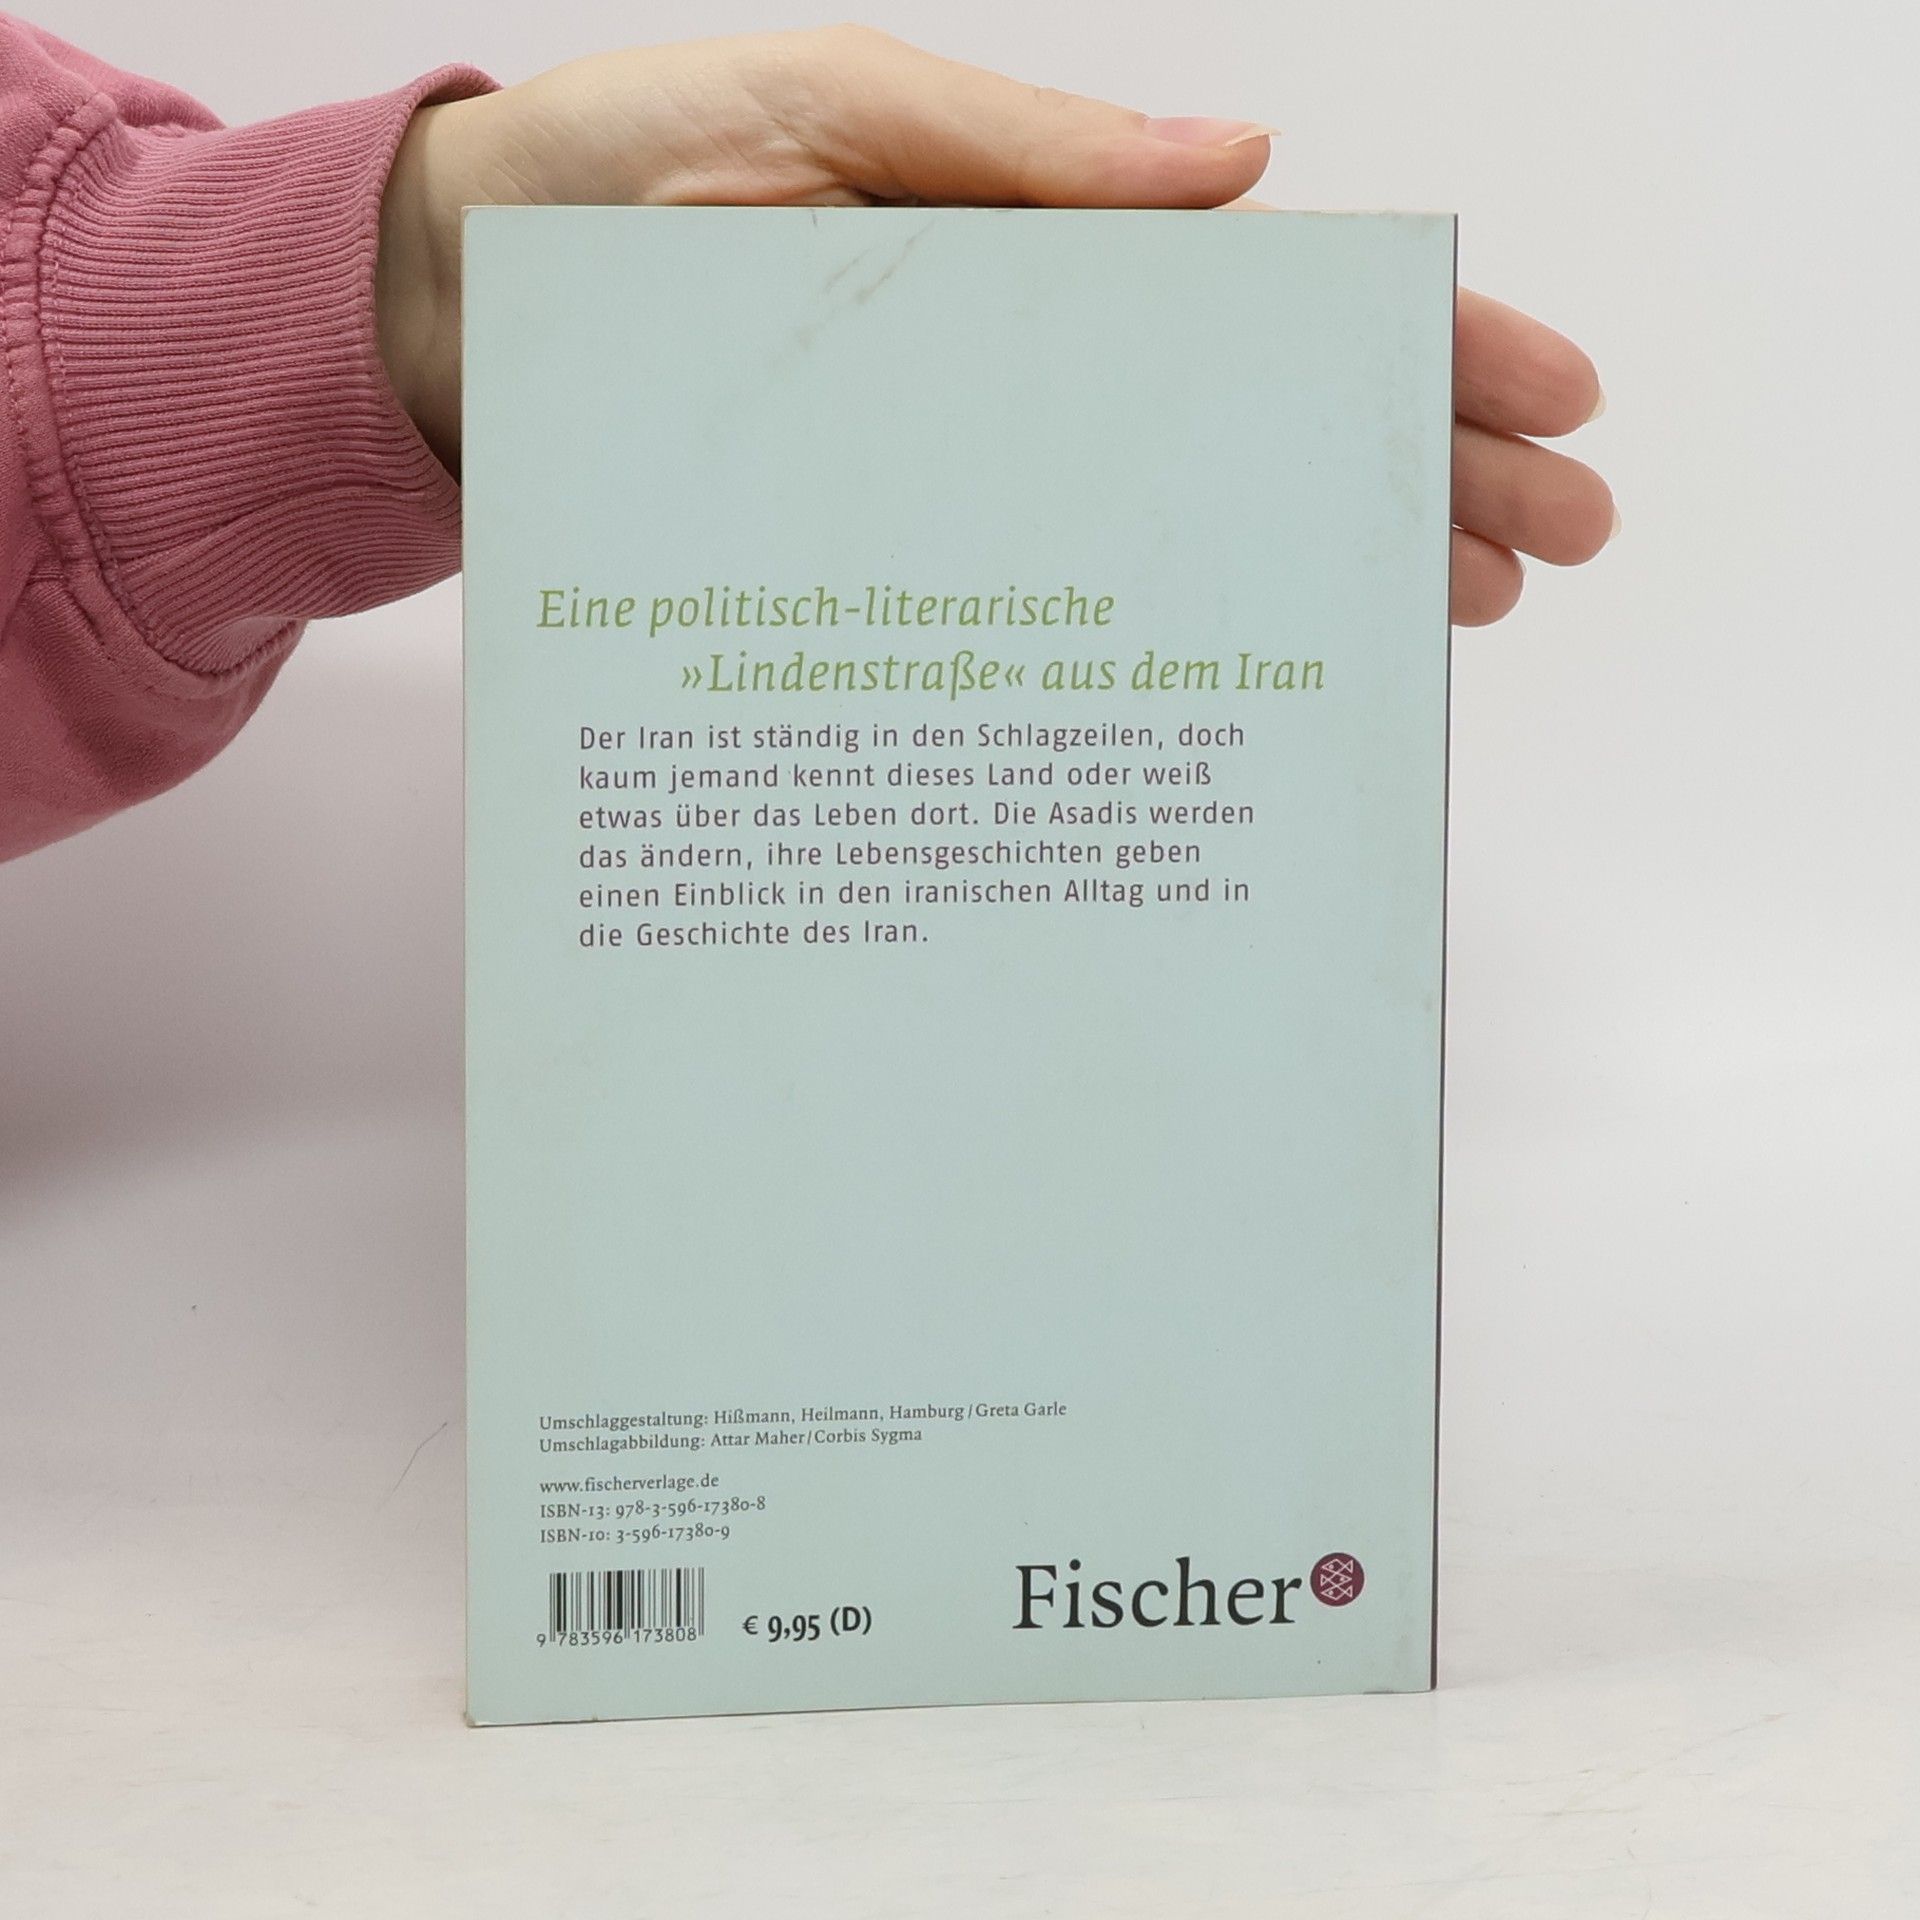 Eine politisch-literarische
»Lindenstraße« aus dem Iran
Der Iran ist ständig in den Schlagzeilen, doch
kaum jemand kennt dieses Land oder weiß
etwas über das Leben dort. Die Asadis werden
das ändern, ihre Lebensgeschichten geben
einen Einblick in den iranischen Alltag und in
die Geschichte des Iran.
Umschlaggestaltung: Hißmann, Heilmann, Hamburg / Greta Garle
Umschlagabbildung: Attar Maher / Corbis Sygma
www.fischerverlage.de
ISBN-13: 978-3-596-17380-8
ISBN-10: 3-596-17380-9
9 783596 173808
€ 9,95 (D)
Fischer